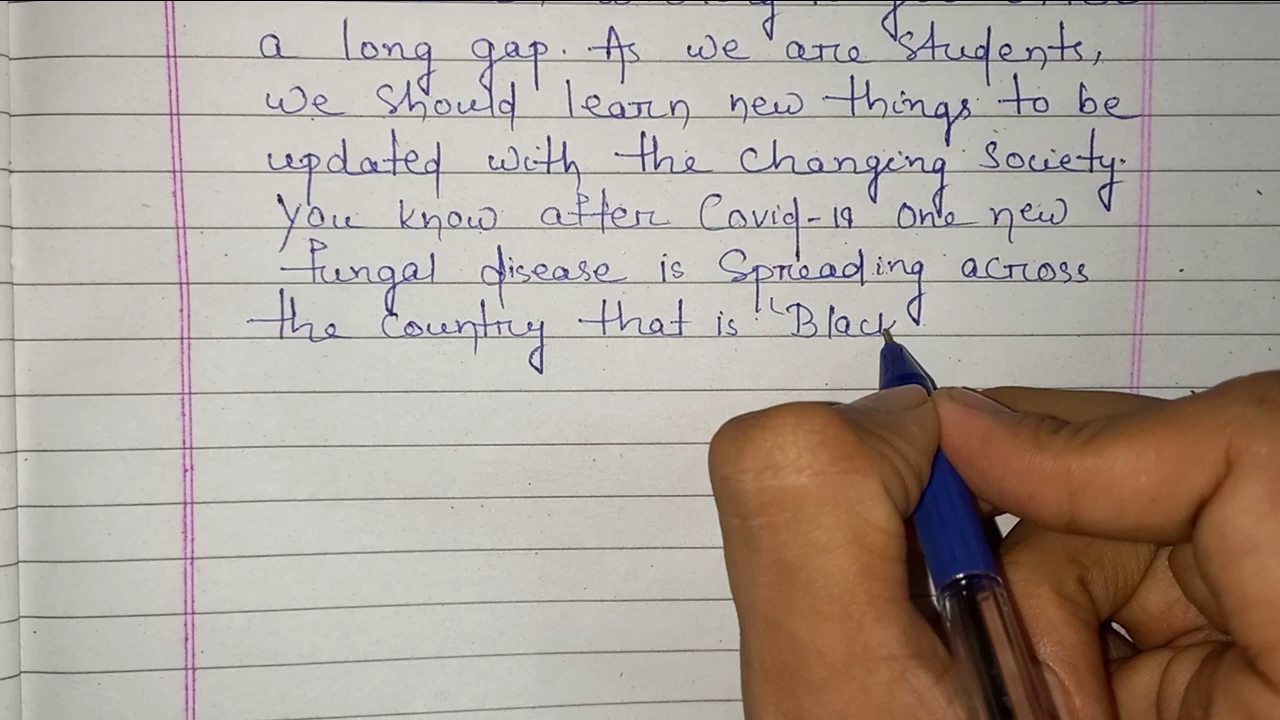 a long gap. As we are students,
we should learn new things to be
updated with the changing society.
You know after Covid-19 one new
fungal disease is Spreading across
the Country that is "Black